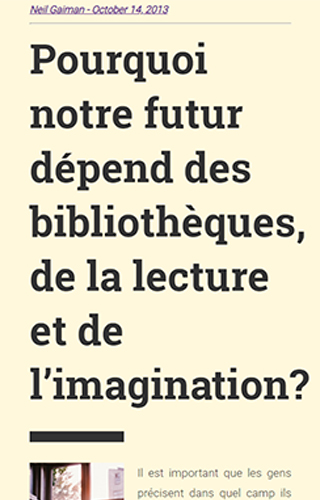 Neil Gaiman - October 14, 2013
Pourquoi
notre futur
dépend des
bibliothèques,
de la lecture
et de
l'imagination?
Il est important que les gens
précisent dans quel camp ils